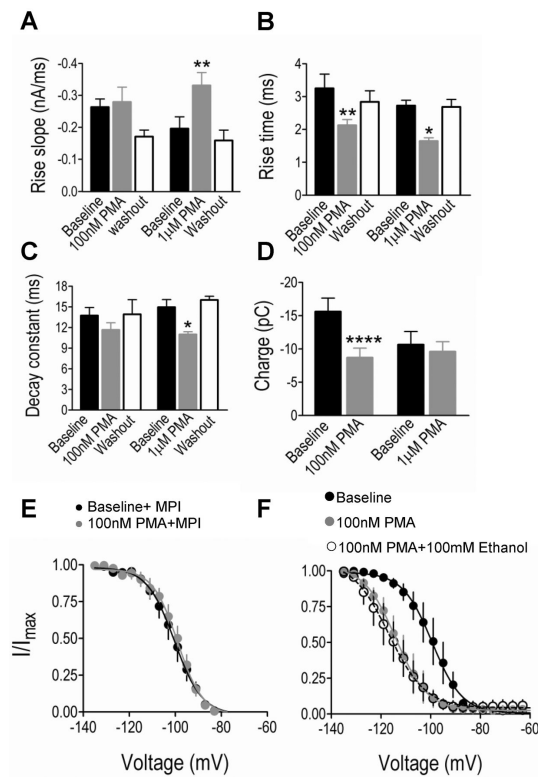 A
B
Rise slope (nA/ms)
-0.4
-0.3
-0.2
-0.1
0.0
Baseline
100nM PMA
washout
Baseline
1μM PMA
Washout
**
Rise time (ms)
4
3
2
1
0
Baseline
100nM PMA
Washout
Baseline
1μM PMA
Washout
**
*
C
D
Decay constant (ms)
18
15
12
9
6
3
0
Baseline
100nM PMA
Washout
Baseline
1μM PMA
Washout
*
Charge (pC)
-20
-15
-10
-5
0
Baseline
100nM PMA
Baseline
1μM PMA
****
E
Baseline+ MPI
100nM PMA+MPI
F
Baseline
100nM PMA
100nM PMA+100mM Ethanol
I/Imax
1.00
0.75
0.50
0.25
0.00
-140 -120 -100 -80 -60
Voltage (mV)
1.00
0.75
0.50
0.25
0.00
-140 -120 -100 -80 -60
Voltage (mV)